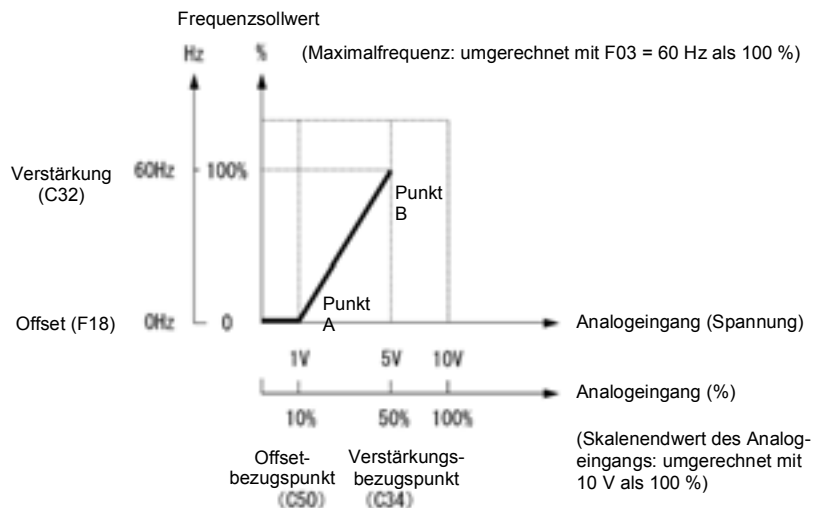 Frequenzsollwert
Hz % (Maximalfrequenz: umgerechnet mit F03 = 60 Hz als 100 %)
Verstärkung
(C32)
60Hz 100%
Punkt
B
Punkt
A
Offset (F18) 0Hz 0
Analogeingang (Spannung)
1V 5V 10V
Analogeingang (%)
10% 50% 100%
(Skalenendwert des Analog-
eingangs: umgerechnet mit
10 V als 100 %)
Offset-
bezugspunkt
(C50)
Verstärkungs-
bezugspunkt
(C34)